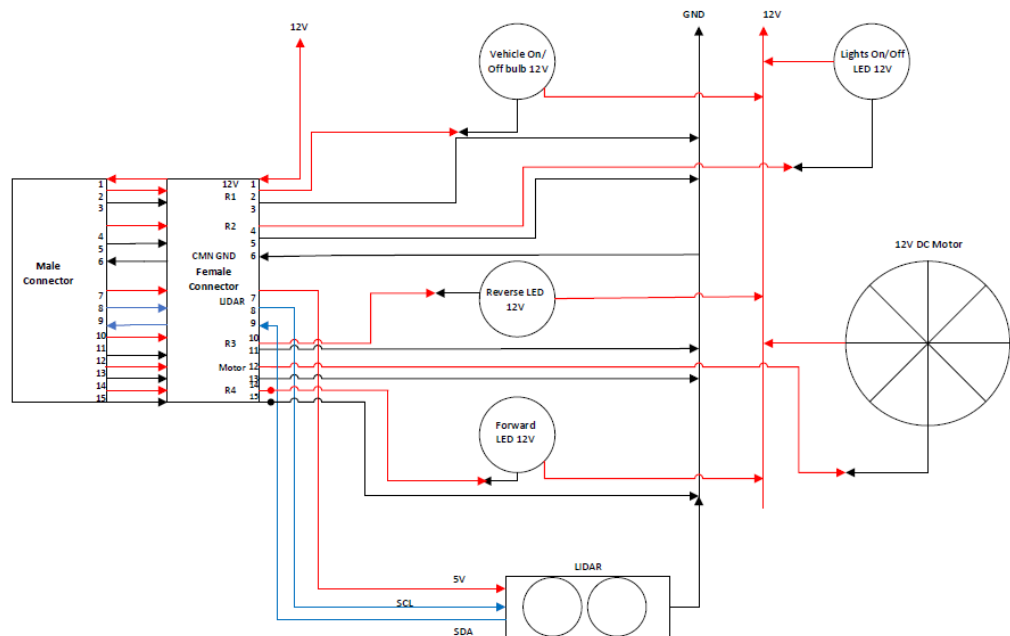 GND
12V
12V
Vehicle On/
Off bulb 12V
Lights On/Off
LED 12V
1
2
3
4
5
6
7
8
9
10
11
12
13
14
15
Male
Connector
12V
R1
R2
CMN GND
Female
Connector
LIDAR
R3
Motor
R4
1
2
3
4
5
6
7
8
9
10
11
12
13
14
15
Reverse LED
12V
12V DC Motor
Forward
LED 12V
LIDAR
5V
SCL
SDA